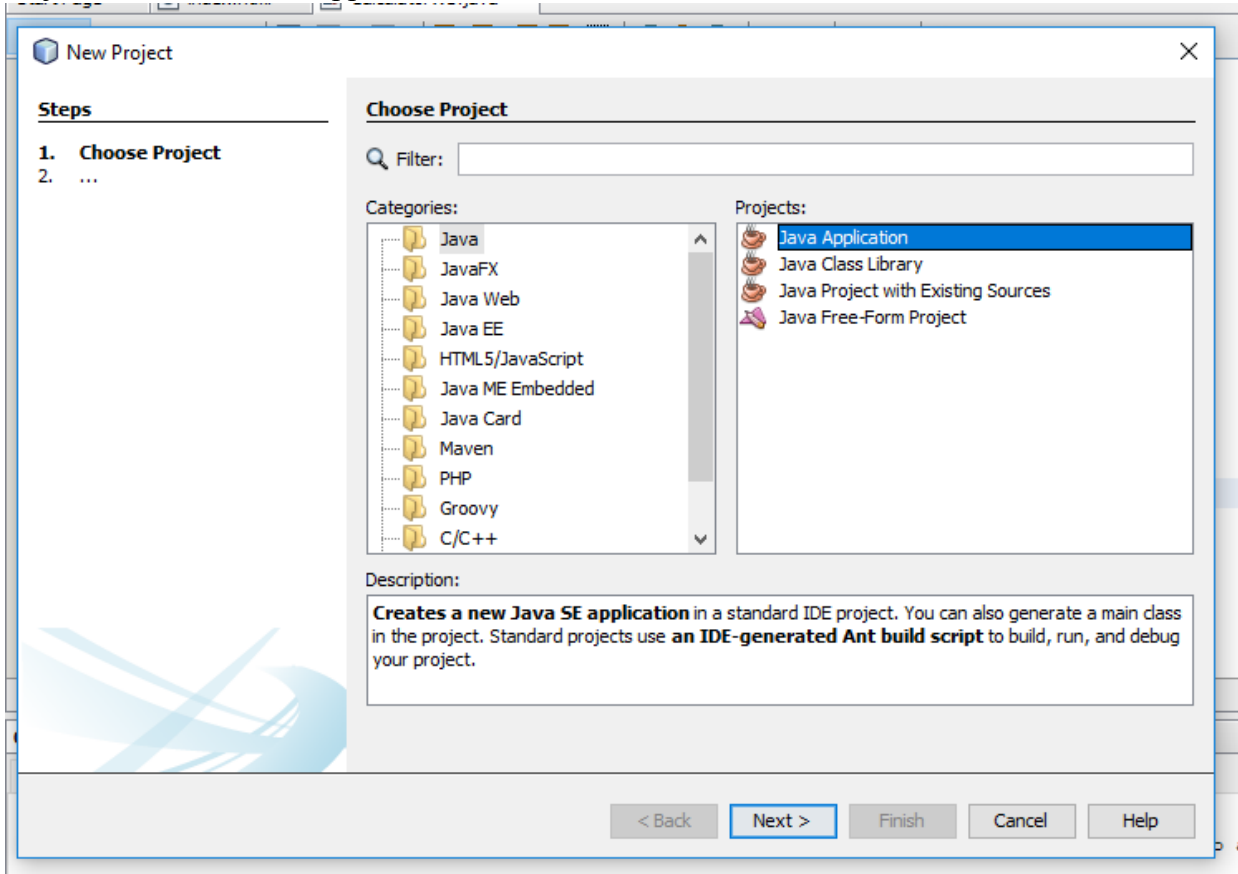 New Project
Steps
1. Choose Project
2. ...
Choose Project
Filter:
Categories:
Java
JavaFX
Java Web
Java EE
HTML5/JavaScript
Java ME Embedded
Java Card
Maven
PHP
Groovy
C/C++
Projects:
Java Application
Java Class Library
Java Project with Existing Sources
Java Free-Form Project
Description:
Creates a new Java SE application in a standard IDE project. You can also generate a main class
in the project. Standard projects use an IDE-generated Ant build script to build, run, and debug
your project.
< Back
Next >
Finish
Cancel
Help